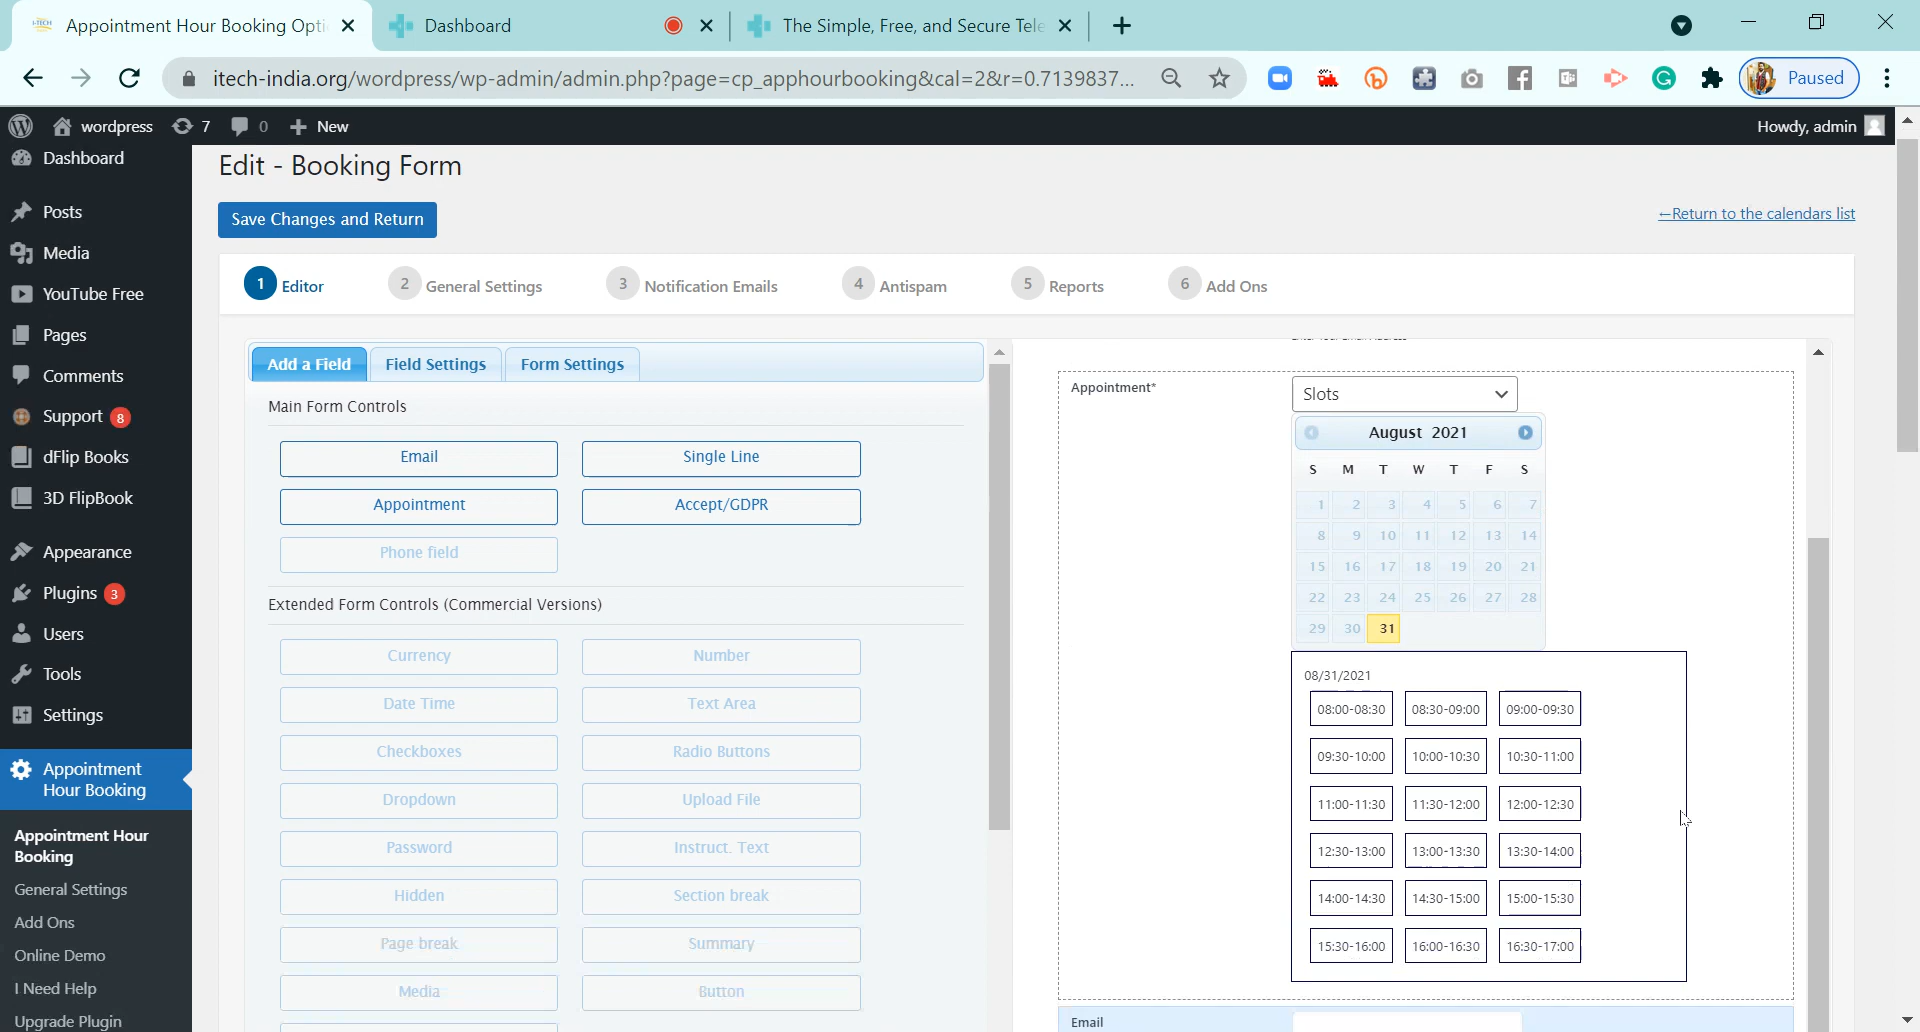 Appointment Hour Booking Opti
Dashboard
The Simple, Free, and Secure Tele
itech-india.org/wordpress/wp-admin/admin.php?page=cp_apphourbooking&cal=2&r=0.7139837...
Paused
wordpress
7
0
New
Howdy, admin
Dashboard
Posts
Media
YouTube Free
Pages
Comments
Support 8
dFlip Books
3D FlipBook
Appearance
Plugins 3
Users
Tools
Settings
Appointment
Hour Booking
Appointment Hour
Booking
General Settings
Add Ons
Online Demo
I Need Help
Upgrade Plugin
Edit - Booking Form
Save Changes and Return
←Return to the calendars list
1 Editor
2 General Settings
3 Notification Emails
4 Antispam
5 Reports
6 Add Ons
Add a Field
Field Settings
Form Settings
Main Form Controls
Email
Single Line
Appointment
Accept/GDPR
Phone field
Extended Form Controls (Commercial Versions)
Currency
Number
Date Time
Text Area
Checkboxes
Radio Buttons
Dropdown
Upload File
Password
Instruct. Text
Hidden
Section break
Page break
Summary
Media
Button
Appointment*
Slots
August 2021
S M T W T F S
1 2 3 4 5 6 7
8 9 10 11 12 13 14
15 16 17 18 19 20 21
22 23 24 25 26 27 28
29 30 31
08/31/2021
08:00-08:30 08:30-09:00 09:00-09:30
09:30-10:00 10:00-10:30 10:30-11:00
11:00-11:30 11:30-12:00 12:00-12:30
12:30-13:00 13:00-13:30 13:30-14:00
14:00-14:30 14:30-15:00 15:00-15:30
15:30-16:00 16:00-16:30 16:30-17:00
Email